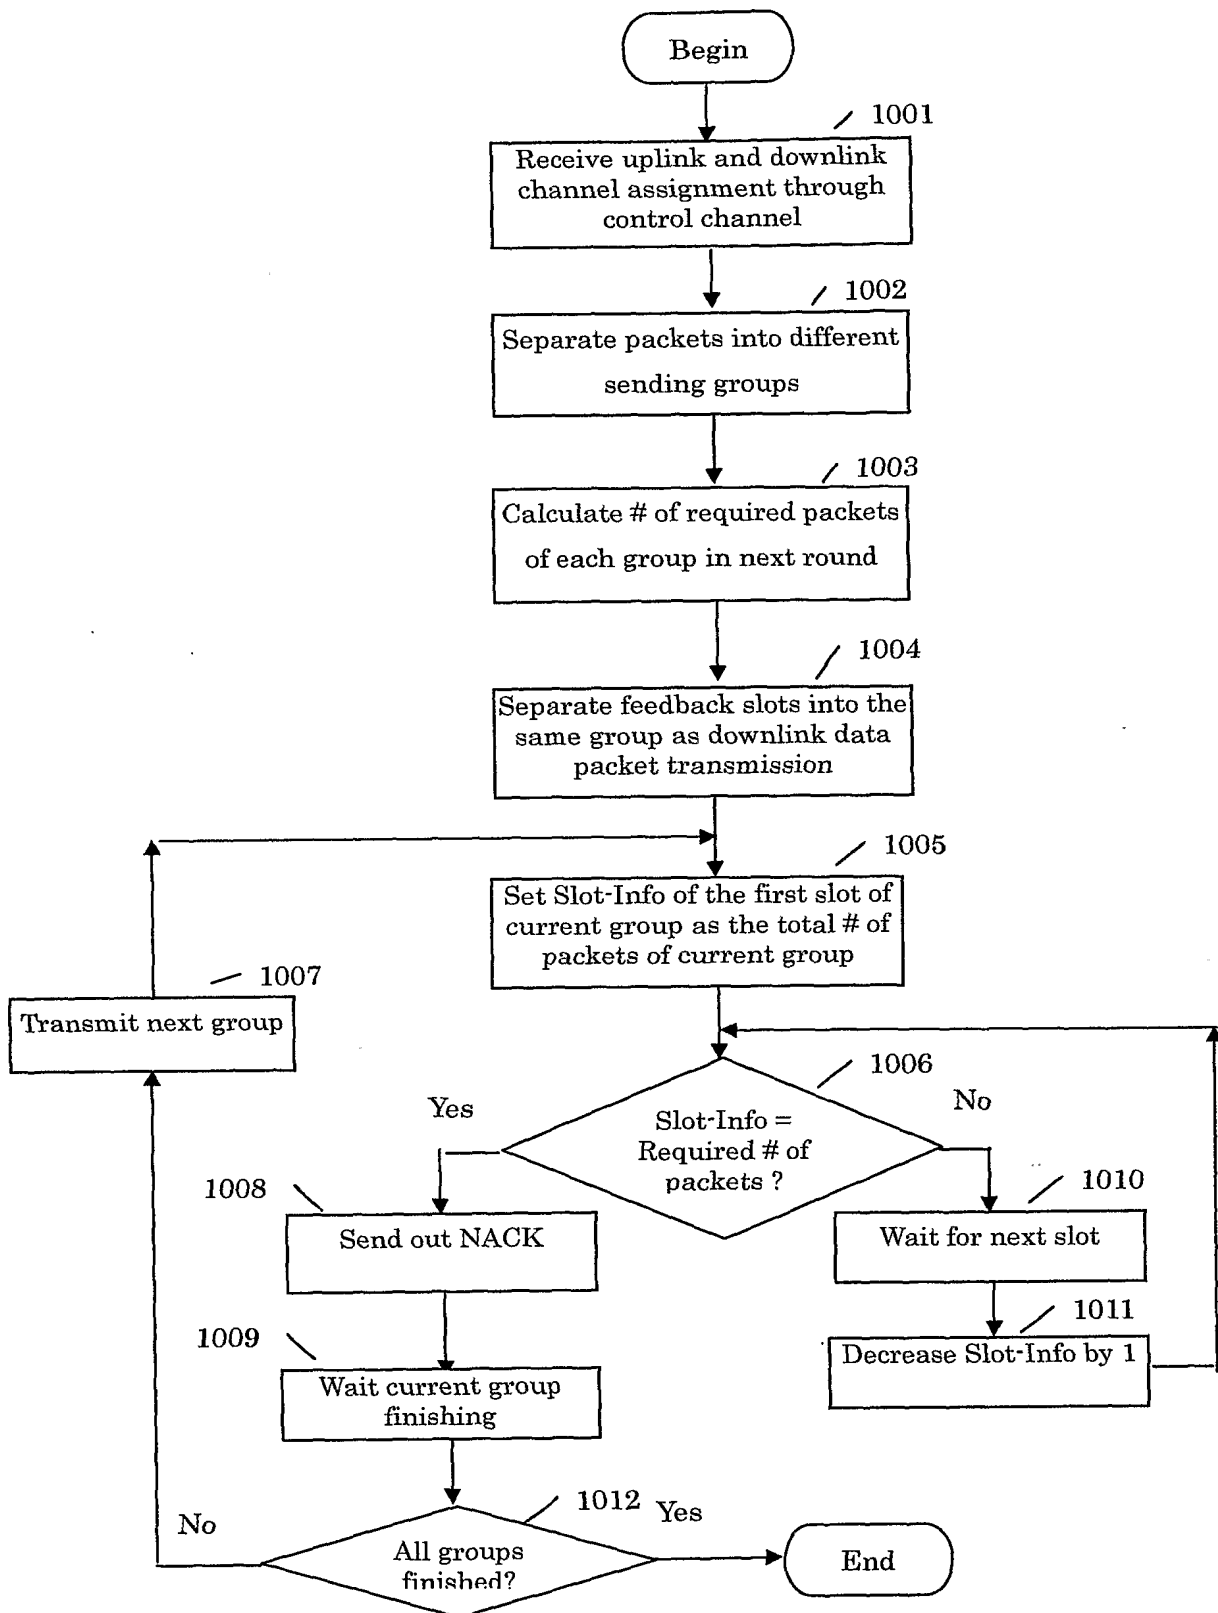 Begin
1001
Receive uplink and downlink
channel assignment through
control channel
1002
Separate packets into different
sending groups
1003
Calculate # of required packets
of each group in next round
1004
Separate feedback slots into the
same group as downlink data
packet transmission
1005
Set Slot-Info of the first slot of
current group as the total # of
packets of current group
1007
Transmit next group
1006
Yes
No
Slot-Info =
Required # of
packets ?
1008
Send out NACK
1010
Wait for next slot
1009
Wait current group
finishing
1011
Decrease Slot-Info by 1
1012
No
Yes
All groups
finished?
End